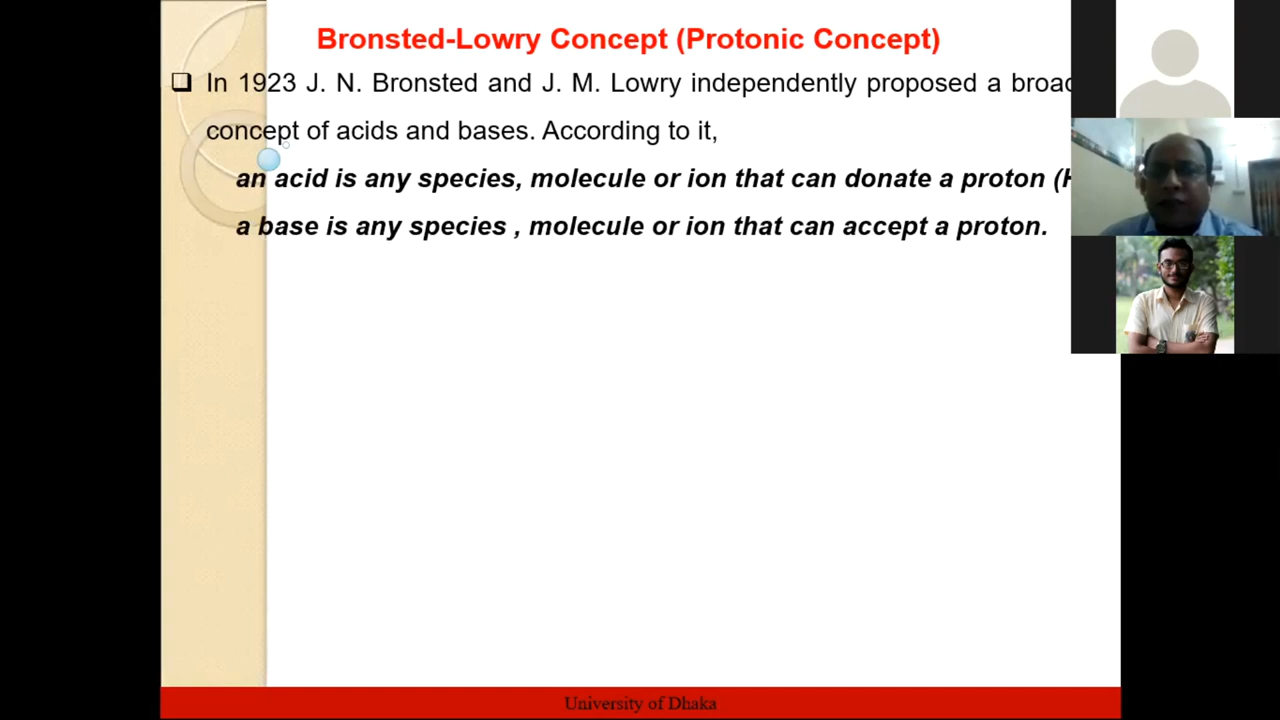 Bronsted-Lowry Concept (Protonic Concept)
In 1923 J. N. Bronsted and J. M. Lowry independently proposed a broad
concept of acids and bases. According to it,
an acid is any species, molecule or ion that can donate a proton (
a base is any species , molecule or ion that can accept a proton.
University of Dhaka